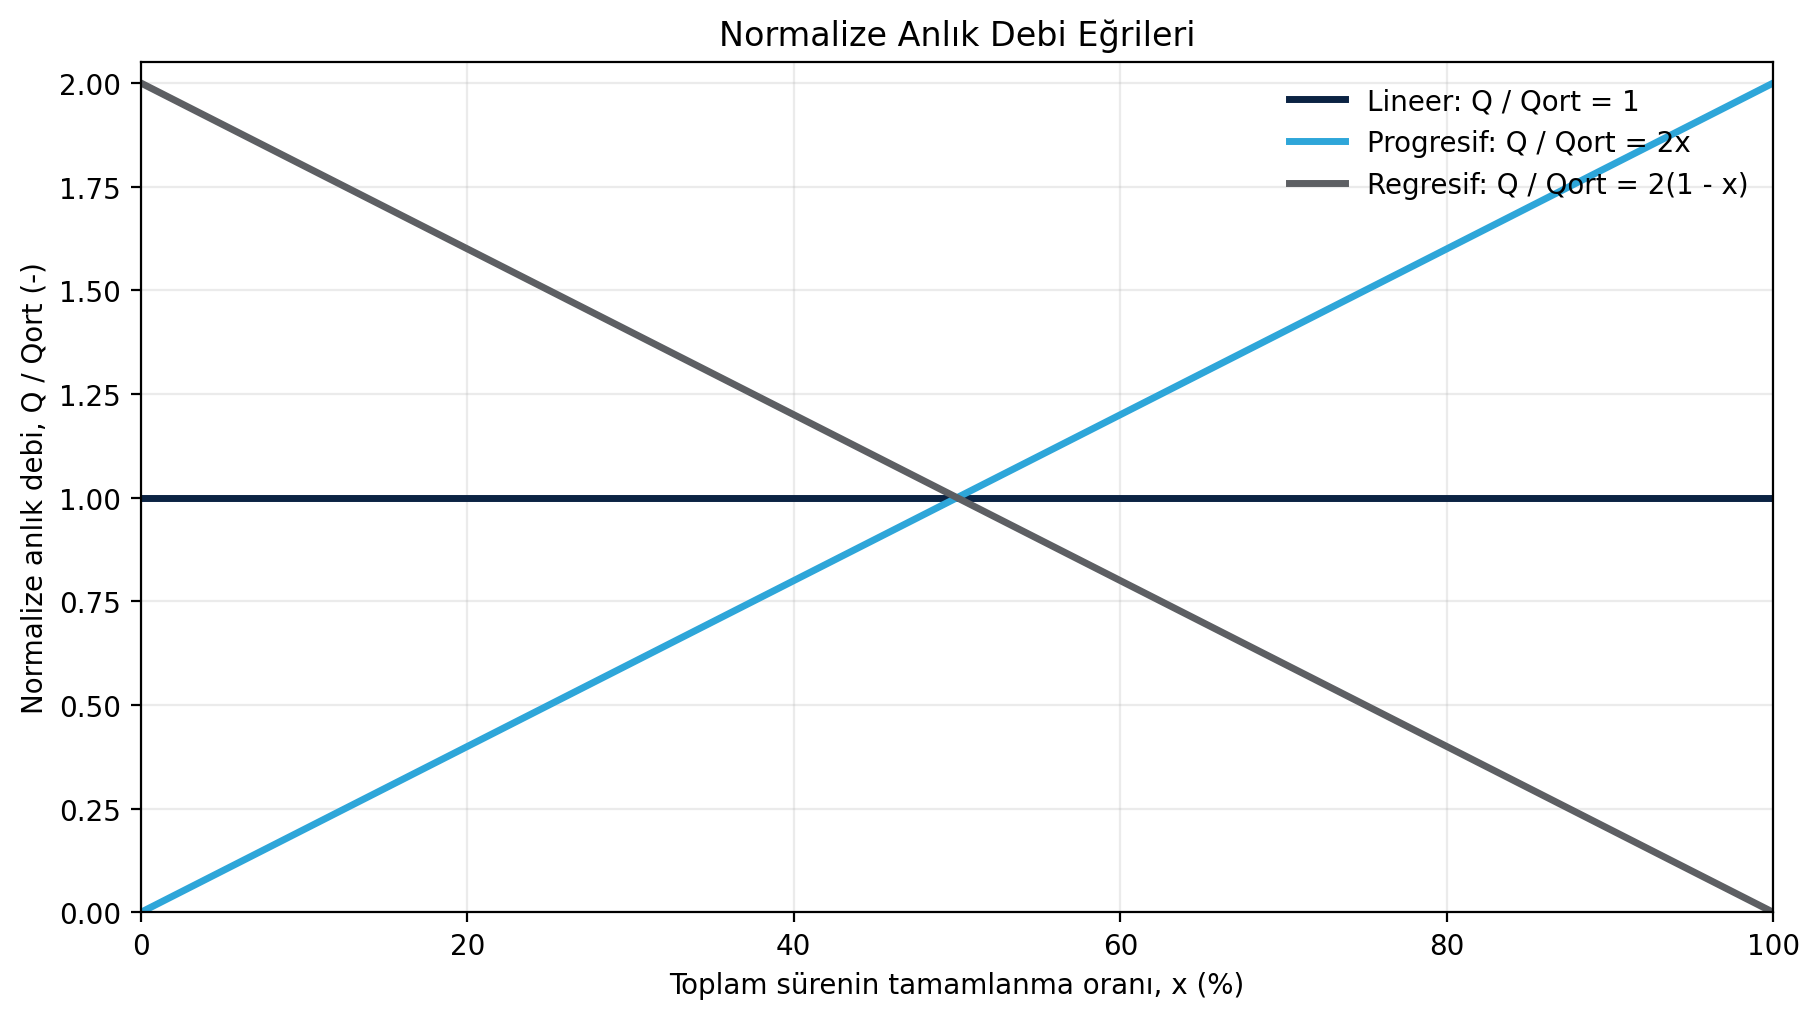 Normalize Anlık Debi Eğrileri
Lineer: Q / Qort = 1
Progresif: Q / Qort = 2x
Regresif: Q / Qort = 2(1 - x)
Normalize anlık debi, Q / Qort (-)
2.00
1.75
1.50
1.25
1.00
0.75
0.50
0.25
0.00
0 20 40 60 80 100
Toplam sürenin tamamlanma oranı, x (%)